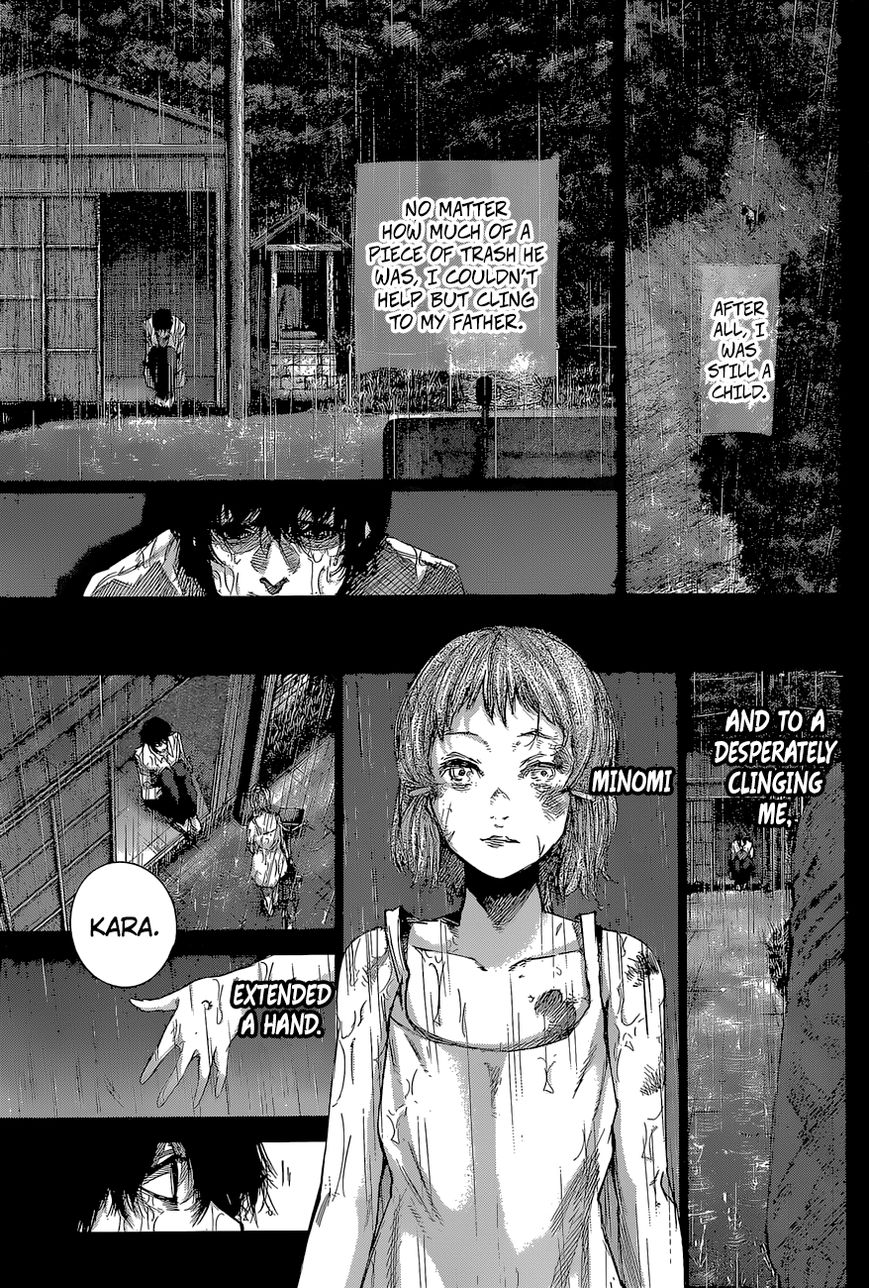 AFTER
ALL, I
WAS
STILL A
CHILD.
NO MATTER
HOW MUCH OF A
PIECE OF TRASH HE
WAS, I COULDN'T
HELP BUT CLING
TO MY FATHER.
AND TO A
DESPERATELY
CLINGING
ME,
MINOMI
KARA.
EXTENDED
A HAND.